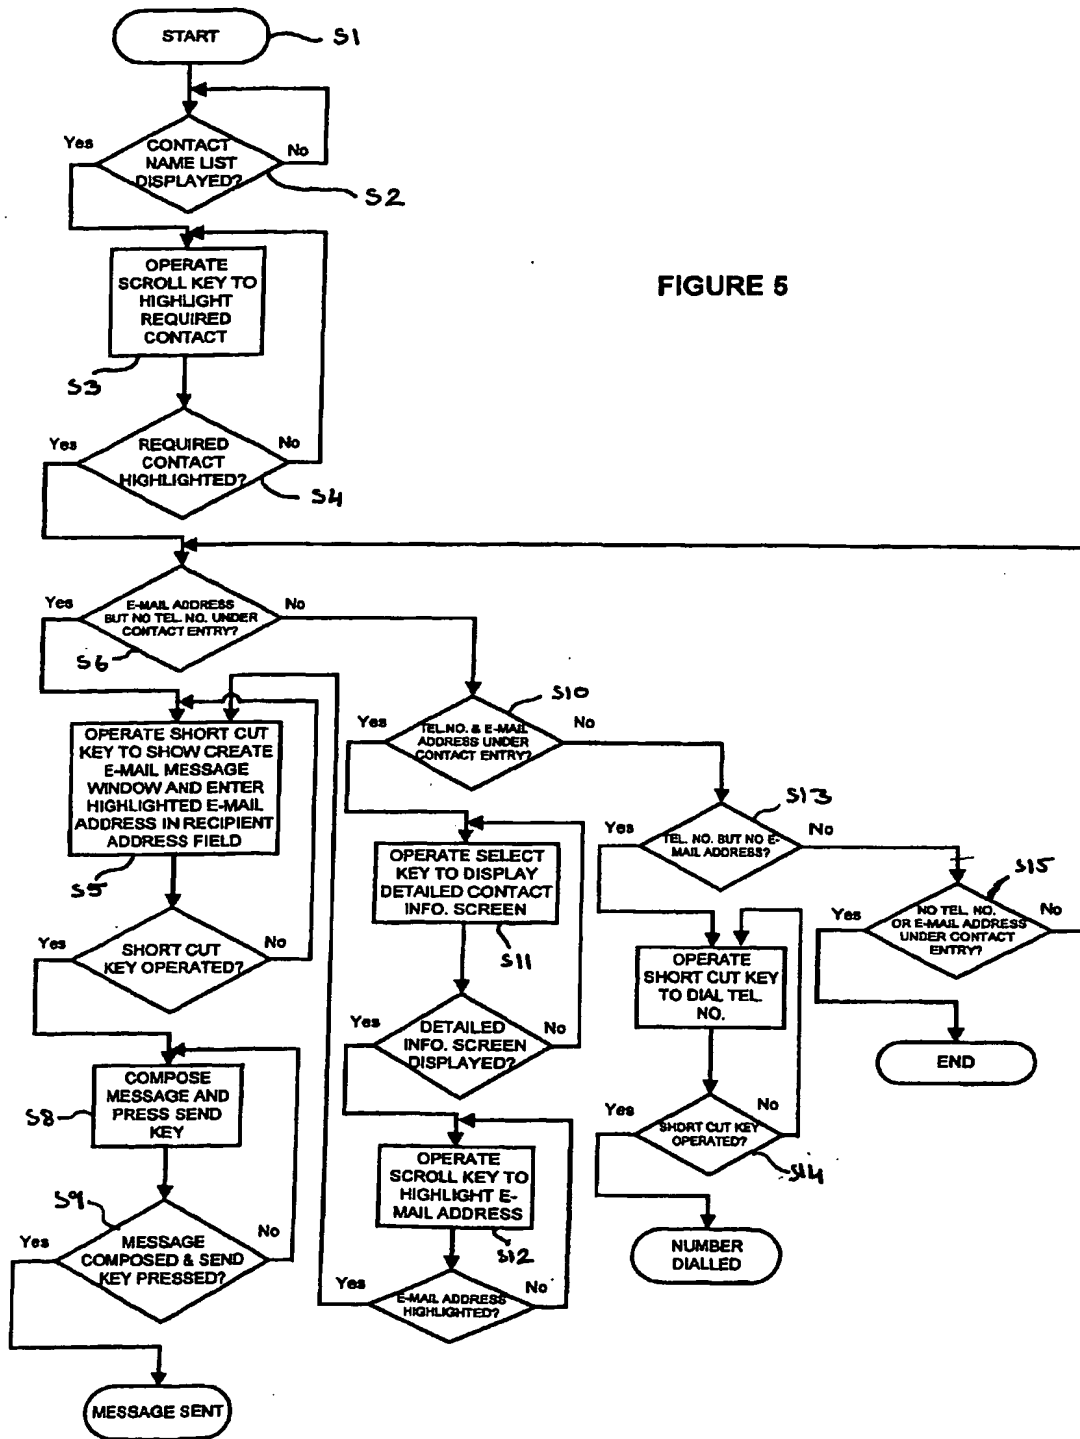 START
S1
Yes
CONTACT
NAME LIST
DISPLAYED?
No
S2
OPERATE
SCROLL KEY TO
HIGHLIGHT
REQUIRED
CONTACT
S3
FIGURE 5
Yes
REQUIRED
CONTACT
HIGHLIGHTED?
No
S4
Yes
E-MAIL ADDRESS
BUT NO TEL. NO. UNDER
CONTACT ENTRY?
No
S6
OPERATE SHORT CUT
KEY TO SHOW CREATE
E-MAIL MESSAGE
WINDOW AND ENTER
HIGHLIGHTED E-MAIL
ADDRESS IN RECIPIENT
ADDRESS FIELD
S5
Yes
SHORT CUT
KEY OPERATED?
No
COMPOSE
MESSAGE AND
PRESS SEND
KEY
S8
S9
Yes
MESSAGE
COMPOSED & SEND
KEY PRESSED?
No
MESSAGE SENT
S10
Yes
TEL.NO. & E-MAIL
ADDRESS UNDER
CONTACT ENTRY?
No
OPERATE SELECT
KEY TO DISPLAY
DETAILED CONTACT
INFO. SCREEN
S11
Yes
DETAILED
INFO. SCREEN
DISPLAYED?
No
OPERATE
SCROLL KEY TO
HIGHLIGHT E-
MAIL ADDRESS
S12
Yes
E-MAIL ADDRESS
HIGHLIGHTED?
No
S13
Yes
TEL. NO. BUT NO E-
MAIL ADDRESS?
No
OPERATE
SHORT CUT KEY
TO DIAL TEL.
NO.
Yes
SHORT CUT KEY
OPERATED?
No
S14
NUMBER
DIALLED
S15
Yes
NO TEL. NO.
OR E-MAIL ADDRESS
UNDER CONTACT
ENTRY?
No
END